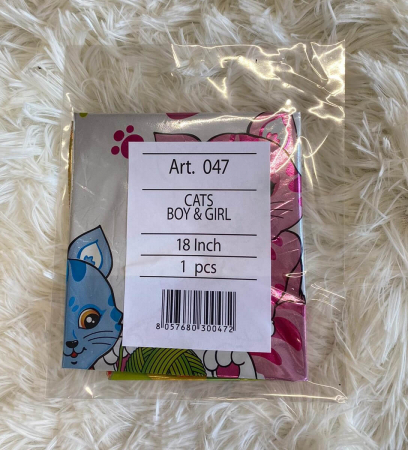 Art. 047
CATS
BOY & GIRL
18 Inch
1 pcs
8 057680 300472